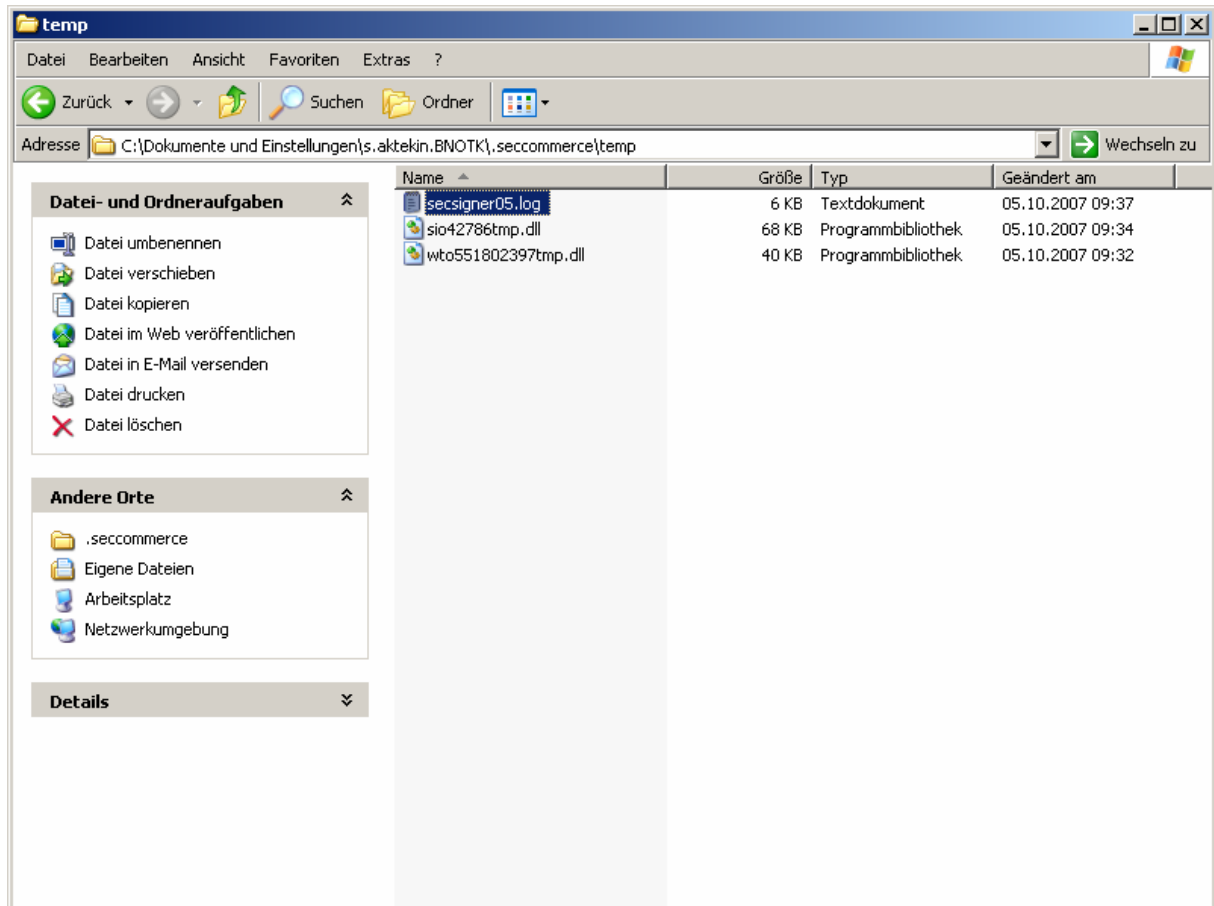 temp
Datei Bearbeiten Ansicht Favoriten Extras ?
Zurück Suchen Ordner
Adresse C:\Dokumente und Einstellungen\s.aktekin.BNOTK\.seccommerce\temp Wechseln zu
Name Größe Typ Geändert am
secsigner05.log 6 KB Textdokument 05.10.2007 09:37
sio42786tmp.dll 68 KB Programmbibliothek 05.10.2007 09:34
wto551802397tmp.dll 40 KB Programmbibliothek 05.10.2007 09:32
Datei- und Ordneraufgaben
Datei umbenennen
Datei verschieben
Datei kopieren
Datei im Web veröffentlichen
Datei in E-Mail versenden
Datei drucken
Datei löschen
Andere Orte
.seccommerce
Eigene Dateien
Arbeitsplatz
Netzwerkumgebung
Details